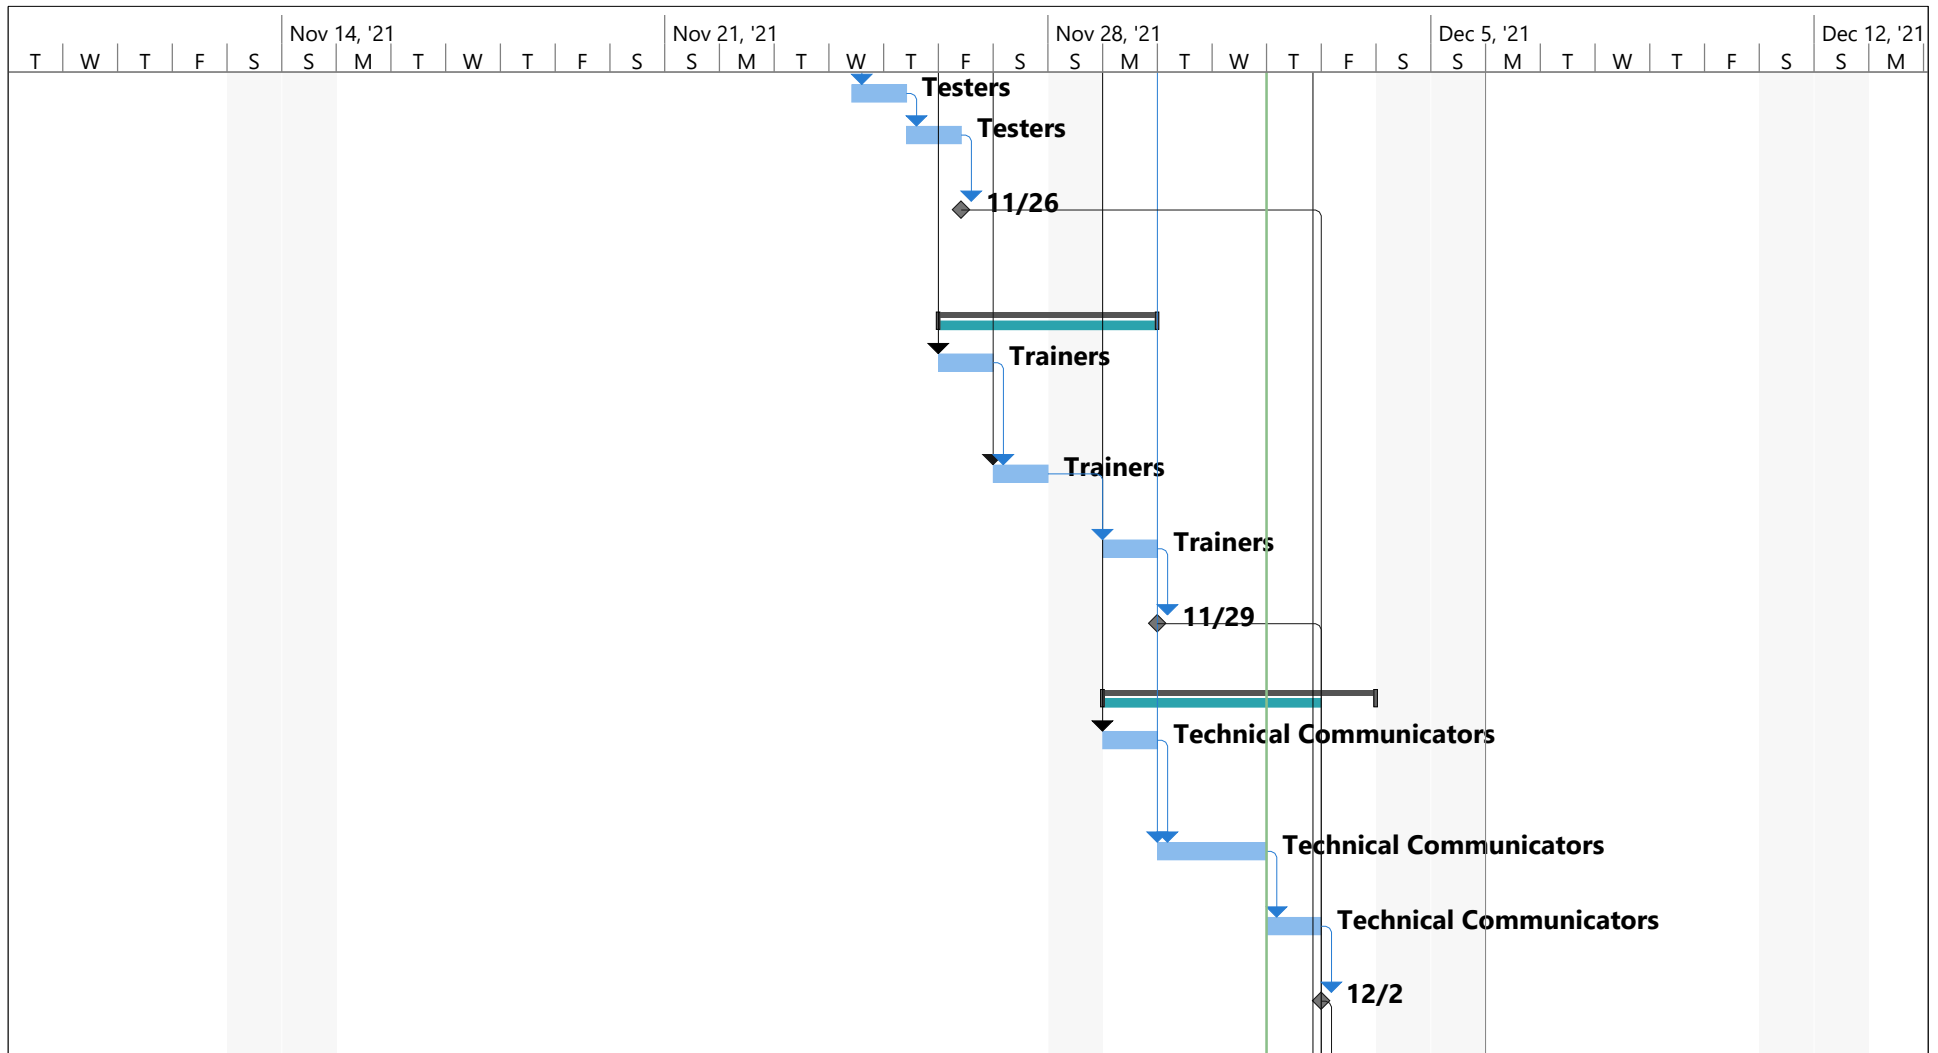 Nov 14, '21 Nov 21, '21 Nov 28, '21 Dec 5, '21 Dec 12, '21
T W T F S S M T W T F S S M T W T F S S M T W T F S S M T W T F S S M
Testers
Testers
11/26
Trainers
Trainers
Trainers
11/29
Technical Communicators
Technical Communicators
Technical Communicators
12/2